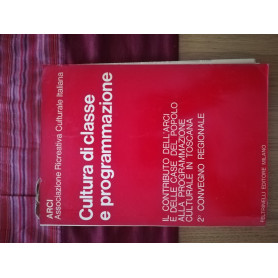 ARCI
Associazione Ricreativa Culturale Italiana
Cultura di classe
e programmazione
IL CONTRIBUTO DELL'ARCI
E DELLE CASE DEL POPOLO
ALLA PROGRAMMAZIONE
CULTURALE IN TOSCANA
2° CONVEGNO REGIONALE
FELTRINELLI EDITORE MILANO